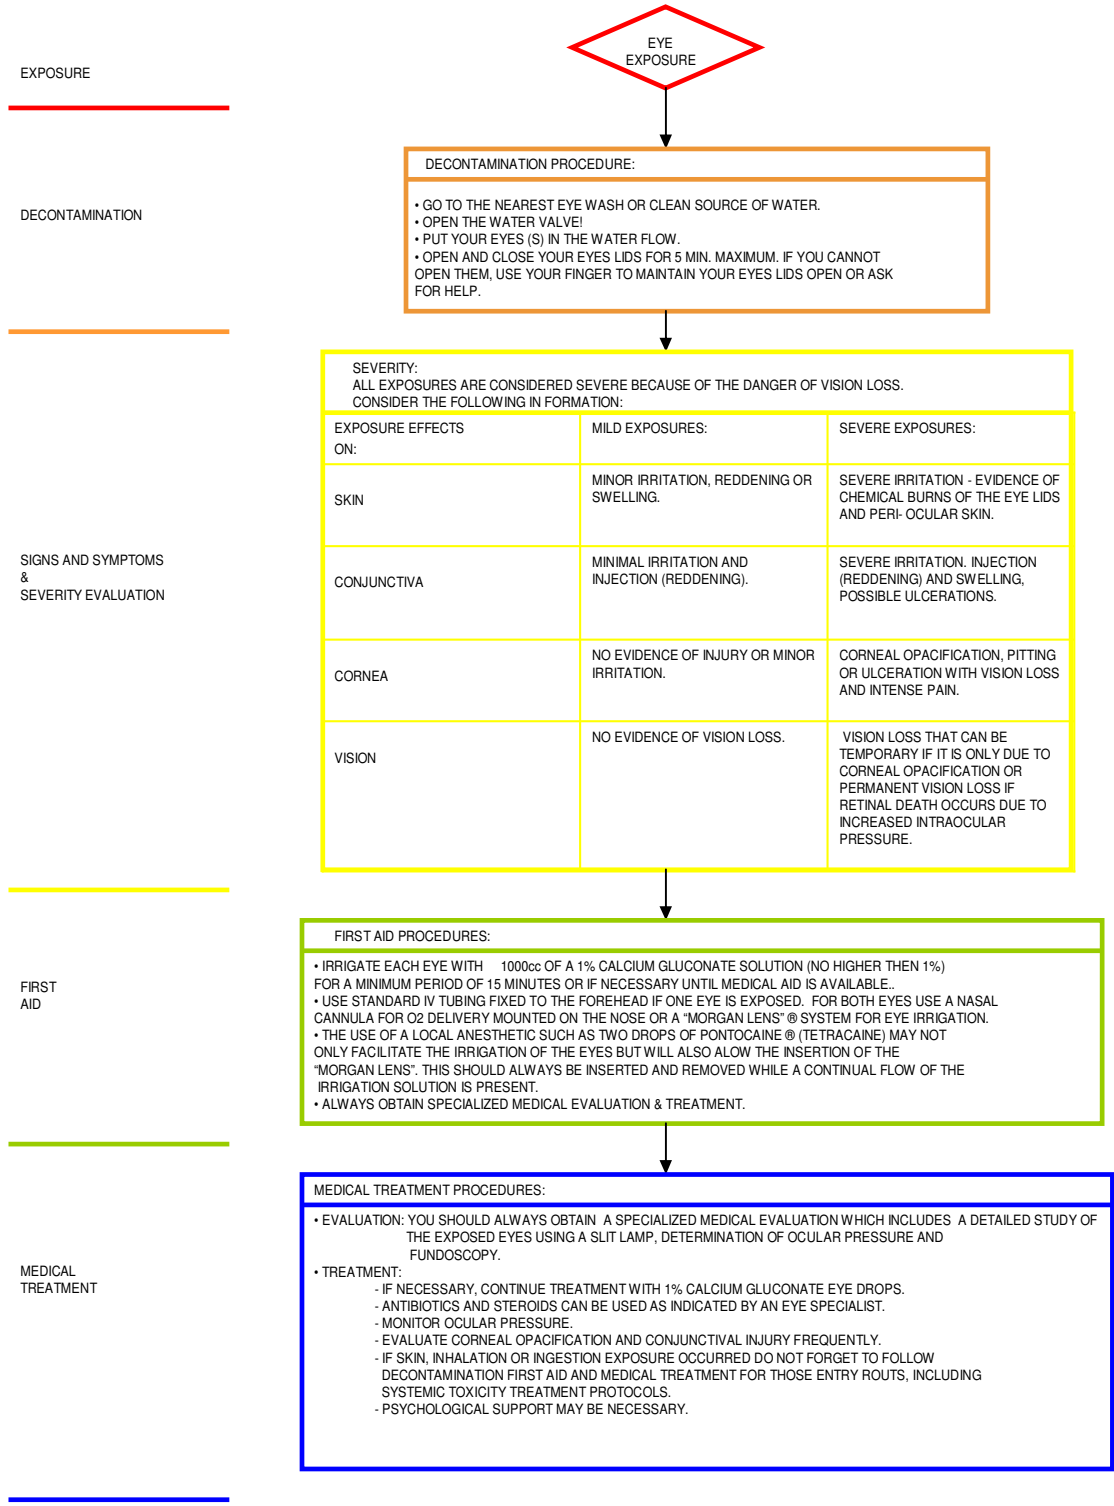 EYE
EXPOSURE
EXPOSURE
DECONTAMINATION PROCEDURE:
DECONTAMINATION
• GO TO THE NEAREST EYE WASH OR CLEAN SOURCE OF WATER.
• OPEN THE WATER VALVE!
• PUT YOUR EYES (S) IN THE WATER FLOW.
• OPEN AND CLOSE YOUR EYES LIDS FOR 5 MIN. MAXIMUM. IF YOU CANNOT
OPEN THEM, USE YOUR FINGER TO MAINTAIN YOUR EYES LIDS OPEN OR ASK
FOR HELP.
SIGNS AND SYMPTOMS
&
SEVERITY EVALUATION
SEVERITY:
ALL EXPOSURES ARE CONSIDERED SEVERE BECAUSE OF THE DANGER OF VISION LOSS.
CONSIDER THE FOLLOWING IN FORMATION:
EXPOSURE EFFECTS
ON:
MILD EXPOSURES:
SEVERE EXPOSURES:
SKIN
MINOR IRRITATION, REDDENING OR
SWELLING.
SEVERE IRRITATION - EVIDENCE OF
CHEMICAL BURNS OF THE EYE LIDS
AND PERI- OCULAR SKIN.
CONJUNCTIVA
MINIMAL IRRITATION AND
INJECTION (REDDENING).
SEVERE IRRITATION. INJECTION
(REDDENING) AND SWELLING,
POSSIBLE ULCERATIONS.
CORNEA
NO EVIDENCE OF INJURY OR MINOR
IRRITATION.
CORNEAL OPACIFICATION, PITTING
OR ULCERATION WITH VISION LOSS
AND INTENSE PAIN.
VISION
NO EVIDENCE OF VISION LOSS.
VISION LOSS THAT CAN BE
TEMPORARY IF IT IS ONLY DUE TO
CORNEAL OPACIFICATION OR
PERMANENT VISION LOSS IF
RETINAL DEATH OCCURS DUE TO
INCREASED INTRAOCULAR
PRESSURE.
FIRST
AID
FIRST AID PROCEDURES:
• IRRIGATE EACH EYE WITH 1000cc OF A 1% CALCIUM GLUCONATE SOLUTION (NO HIGHER THEN 1%)
FOR A MINIMUM PERIOD OF 15 MINUTES OR IF NECESSARY UNTIL MEDICAL AID IS AVAILABLE..
• USE STANDARD IV TUBING FIXED TO THE FOREHEAD IF ONE EYE IS EXPOSED. FOR BOTH EYES USE A NASAL
CANNULA FOR O2 DELIVERY MOUNTED ON THE NOSE OR A “MORGAN LENS” ® SYSTEM FOR EYE IRRIGATION.
• THE USE OF A LOCAL ANESTHETIC SUCH AS TWO DROPS OF PONTOCAINE ® (TETRACAINE) MAY NOT
ONLY FACILITATE THE IRRIGATION OF THE EYES BUT WILL ALSO ALOW THE INSERTION OF THE
“MORGAN LENS”. THIS SHOULD ALWAYS BE INSERTED AND REMOVED WHILE A CONTINUAL FLOW OF THE
IRRIGATION SOLUTION IS PRESENT.
• ALWAYS OBTAIN SPECIALIZED MEDICAL EVALUATION & TREATMENT.
MEDICAL
TREATMENT
MEDICAL TREATMENT PROCEDURES:
• EVALUATION: YOU SHOULD ALWAYS OBTAIN A SPECIALIZED MEDICAL EVALUATION WHICH INCLUDES A DETAILED STUDY OF
THE EXPOSED EYES USING A SLIT LAMP, DETERMINATION OF OCULAR PRESSURE AND
FUNDOSCOPY.
• TREATMENT:
- IF NECESSARY, CONTINUE TREATMENT WITH 1% CALCIUM GLUCONATE EYE DROPS.
- ANTIBIOTICS AND STEROIDS CAN BE USED AS INDICATED BY AN EYE SPECIALIST.
- MONITOR OCULAR PRESSURE.
- EVALUATE CORNEAL OPACIFICATION AND CONJUNCTIVAL INJURY FREQUENTLY.
- IF SKIN, INHALATION OR INGESTION EXPOSURE OCCURRED DO NOT FORGET TO FOLLOW
DECONTAMINATION FIRST AID AND MEDICAL TREATMENT FOR THOSE ENTRY ROUTS, INCLUDING
SYSTEMIC TOXICITY TREATMENT PROTOCOLS.
- PSYCHOLOGICAL SUPPORT MAY BE NECESSARY.